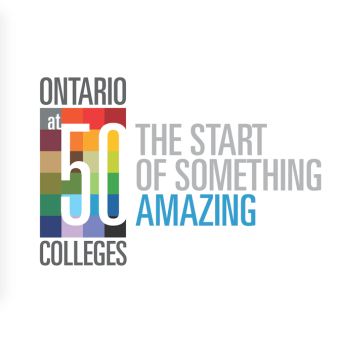 ONTARIO
at
50
COLLEGES
THE START
OF SOMETHING
AMAZING